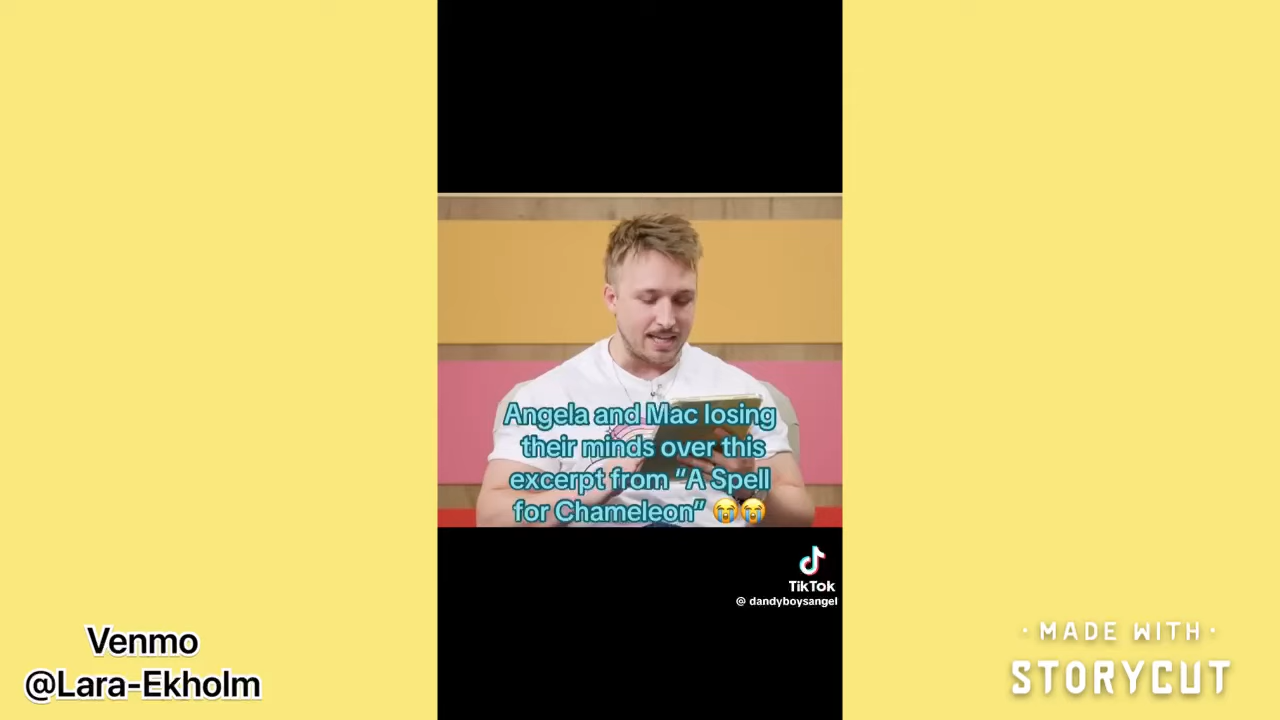 Angela and Mac losing
their minds over this
excerpt from “A Spell
for Chameleon” 😭😭
TikTok
@ dandyboysangel
Venmo
@Lara-Ekholm
· MADE WITH ·
STORYCUT